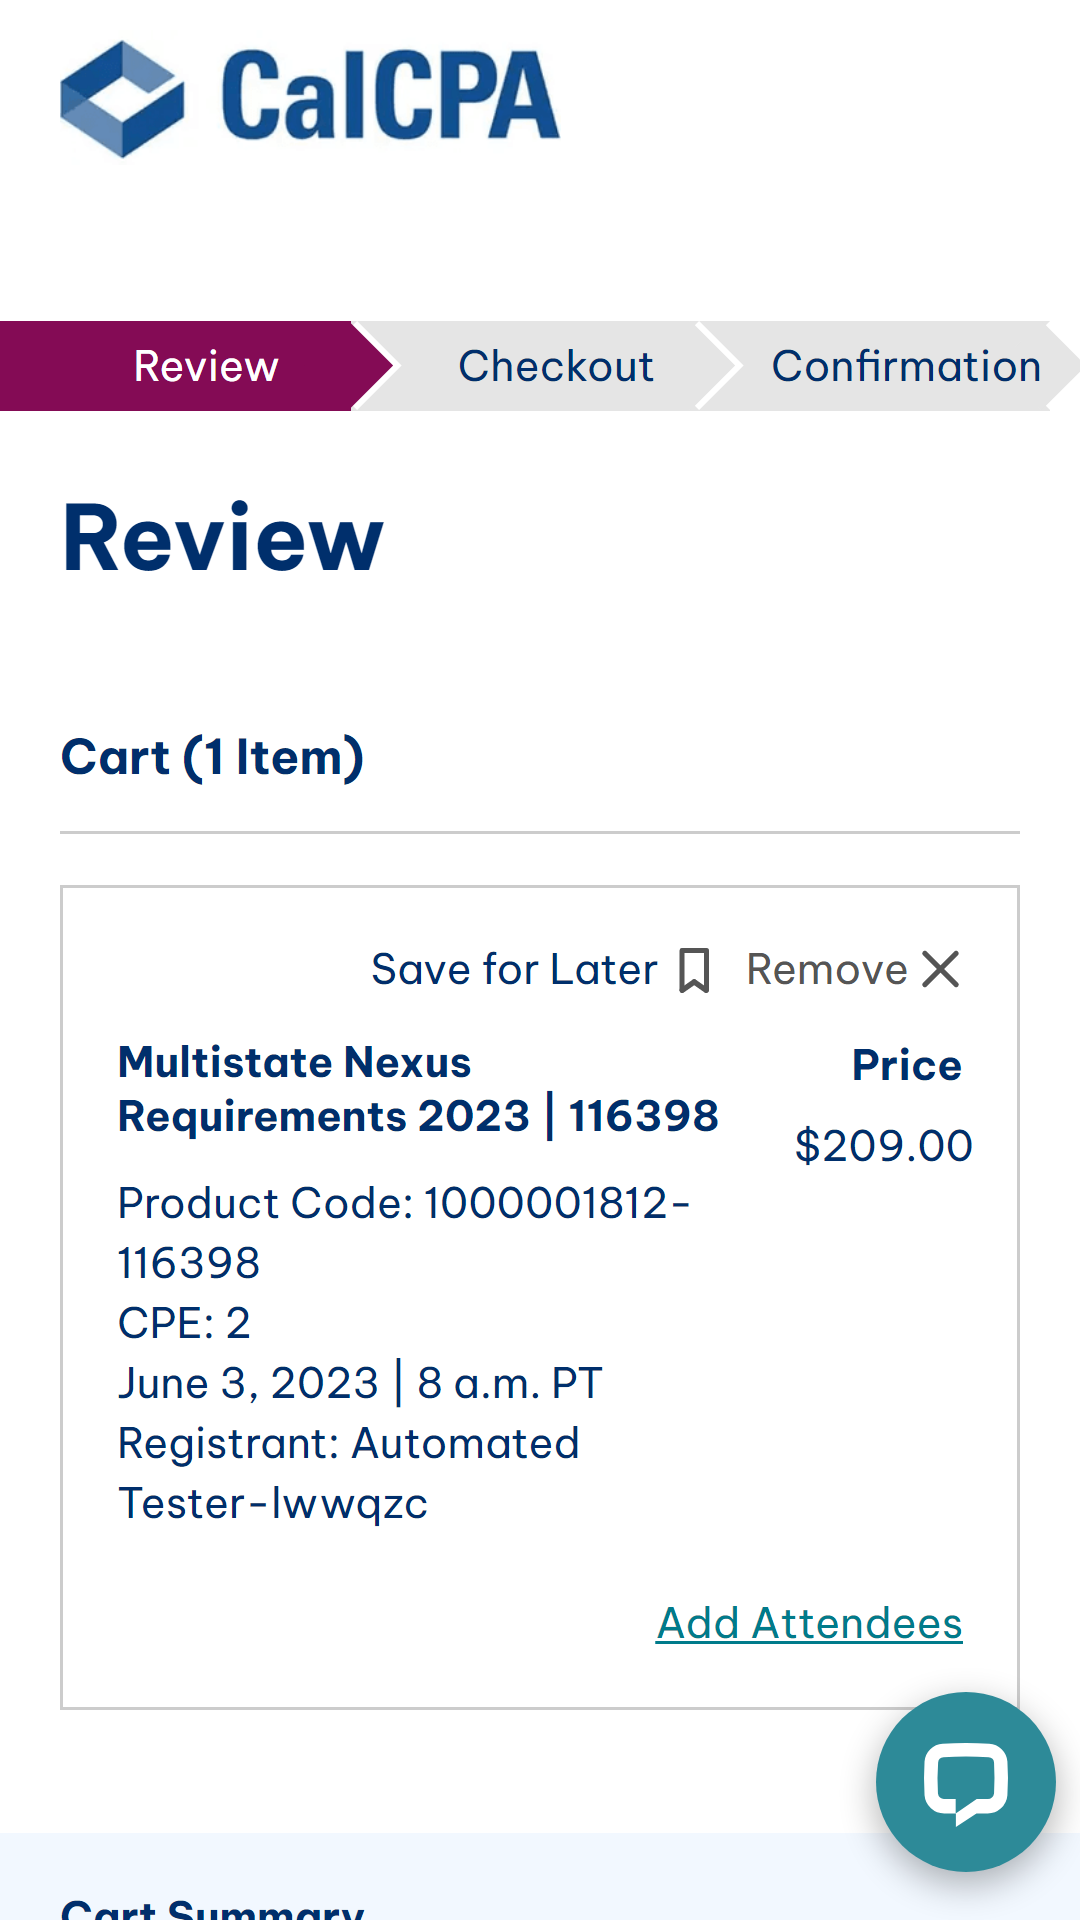 CalCPA
Review
Checkout
Confirmation
Review
Cart (1 Item)
Save for Later
Remove
Multistate Nexus
Requirements 2023 | 116398
Price
$209.00
Product Code: 1000001812-
116398
CPE: 2
June 3, 2023 | 8 a.m. PT
Registrant: Automated
Tester-lwwqzc
Add Attendees
Cart Summary